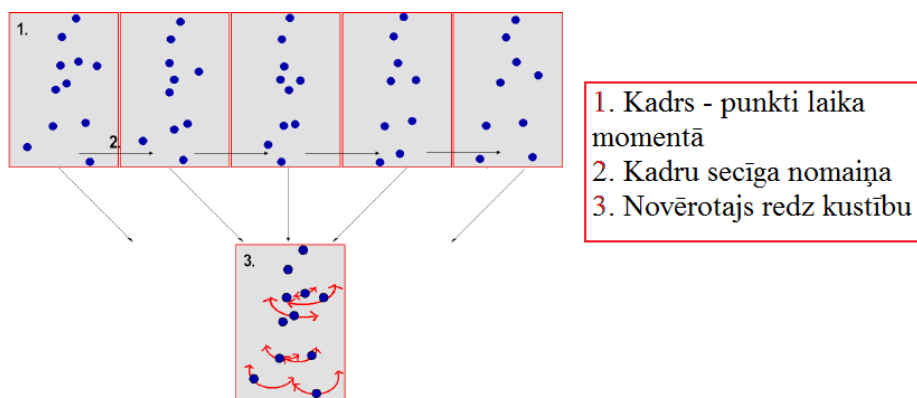 1.
2.
3.
1. Kadrs - punkti laika
momentā
2. Kadru secīga nomaiņa
3. Novērotajs redz kustību